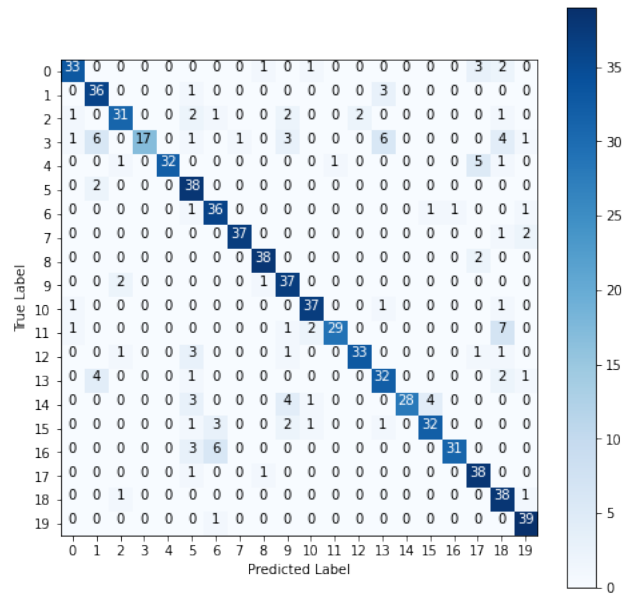 0 33 0 0 0 0 0 0 0 1 0 1 0 0 0 0 0 0 3 2 0
1 0 36 0 0 0 1 0 0 0 0 0 0 0 3 0 0 0 0 0 0
2 1 0 31 0 0 2 1 0 0 2 0 0 2 0 0 0 0 0 1 0
3 1 6 0 17 0 1 0 1 0 3 0 0 0 6 0 0 0 0 4 1
4 0 0 1 0 32 0 0 0 0 0 0 1 0 0 0 0 0 5 1 0
5 0 2 0 0 0 38 0 0 0 0 0 0 0 0 0 0 0 0 0 0
6 0 0 0 0 0 1 36 0 0 0 0 0 0 0 0 1 1 0 0 1
7 0 0 0 0 0 0 0 37 0 0 0 0 0 0 0 0 0 0 1 2
8 0 0 0 0 0 0 0 0 38 0 0 0 0 0 0 0 0 2 0 0
9 0 0 2 0 0 0 0 0 1 37 0 0 0 0 0 0 0 0 0 0
10 1 0 0 0 0 0 0 0 0 0 37 0 0 1 0 0 0 0 1 0
11 1 0 0 0 0 0 0 0 0 1 2 29 0 0 0 0 0 0 7 0
12 0 0 1 0 0 3 0 0 0 1 0 0 33 0 0 0 0 1 1 0
13 0 4 0 0 0 1 0 0 0 0 0 0 0 32 0 0 0 0 2 1
14 0 0 0 0 0 3 0 0 0 4 1 0 0 0 28 4 0 0 0 0
15 0 0 0 0 0 1 3 0 0 2 1 0 0 1 0 32 0 0 0 0
16 0 0 0 0 0 3 6 0 0 0 0 0 0 0 0 0 31 0 0 0
17 0 0 0 0 0 1 0 0 1 0 0 0 0 0 0 0 0 38 0 0
18 0 0 1 0 0 0 0 0 0 0 0 0 0 0 0 0 0 0 38 1
19 0 0 0 0 0 0 1 0 0 0 0 0 0 0 0 0 0 0 0 39
0 1 2 3 4 5 6 7 8 9 10 11 12 13 14 15 16 17 18 19
Predicted Label
True Label
35
30
25
20
15
10
5
0